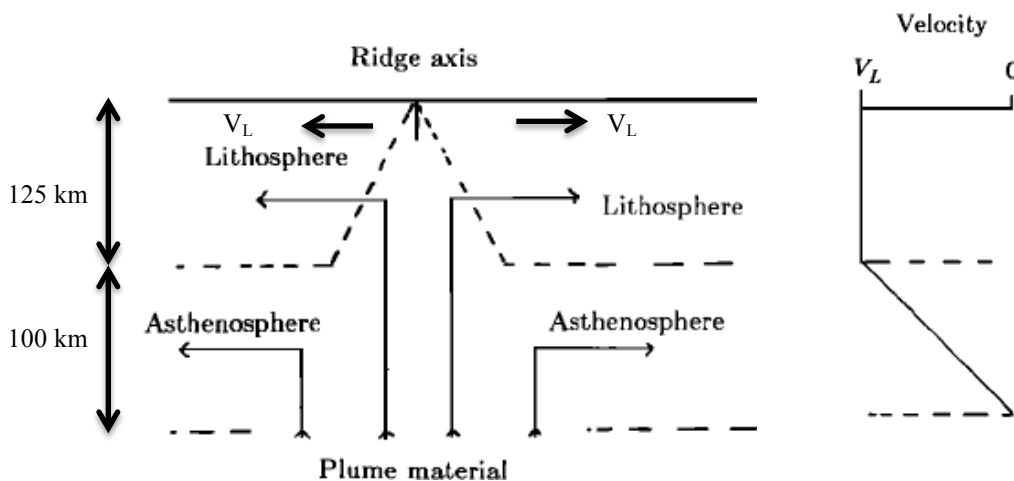 Velocity
Ridge axis
V_L 0
V_L V_L
Lithosphere
125 km
Lithosphere
Asthenosphere Asthenosphere
100 km
Plume material